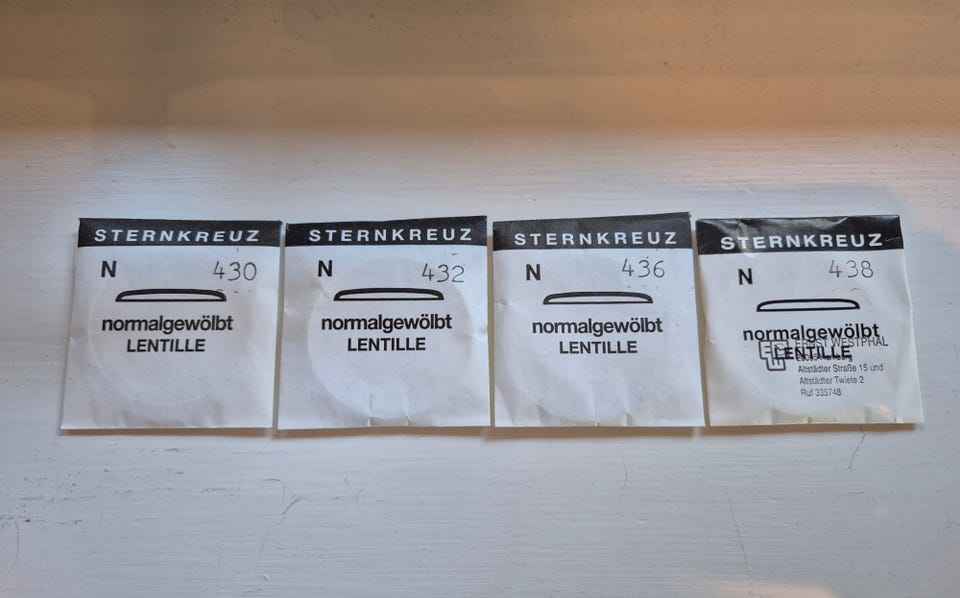 STERNKREUZ
N 430
normalgewölbt
LENTILLE
STERNKREUZ
N 432
normalgewölbt
LENTILLE
STERNKREUZ
N 436
normalgewölbt
LENTILLE
STERNKREUZ
N 438
normalgewölbt
LENTILLE
ERNST WESTPHAL
Hamburg
Altstädter Straße 15 und
Altstädter Twiete 2
Ruf 335748